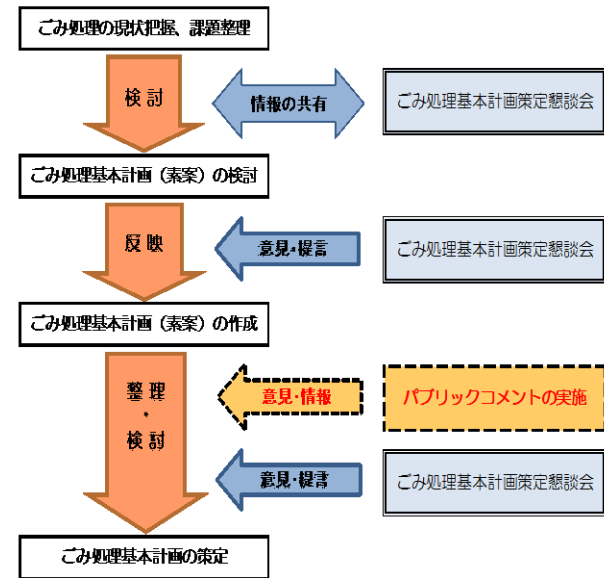 ごみ処理の現状把握、課題整理
検討
情報の共有
ごみ処理基本計画策定懇談会
ごみ処理基本計画（素案）の検討
反映
意見・提言
ごみ処理基本計画策定懇談会
ごみ処理基本計画（素案）の作成
整理
・
検討
意見・情報
パブリックコメントの実施
意見・提言
ごみ処理基本計画策定懇談会
ごみ処理基本計画の策定